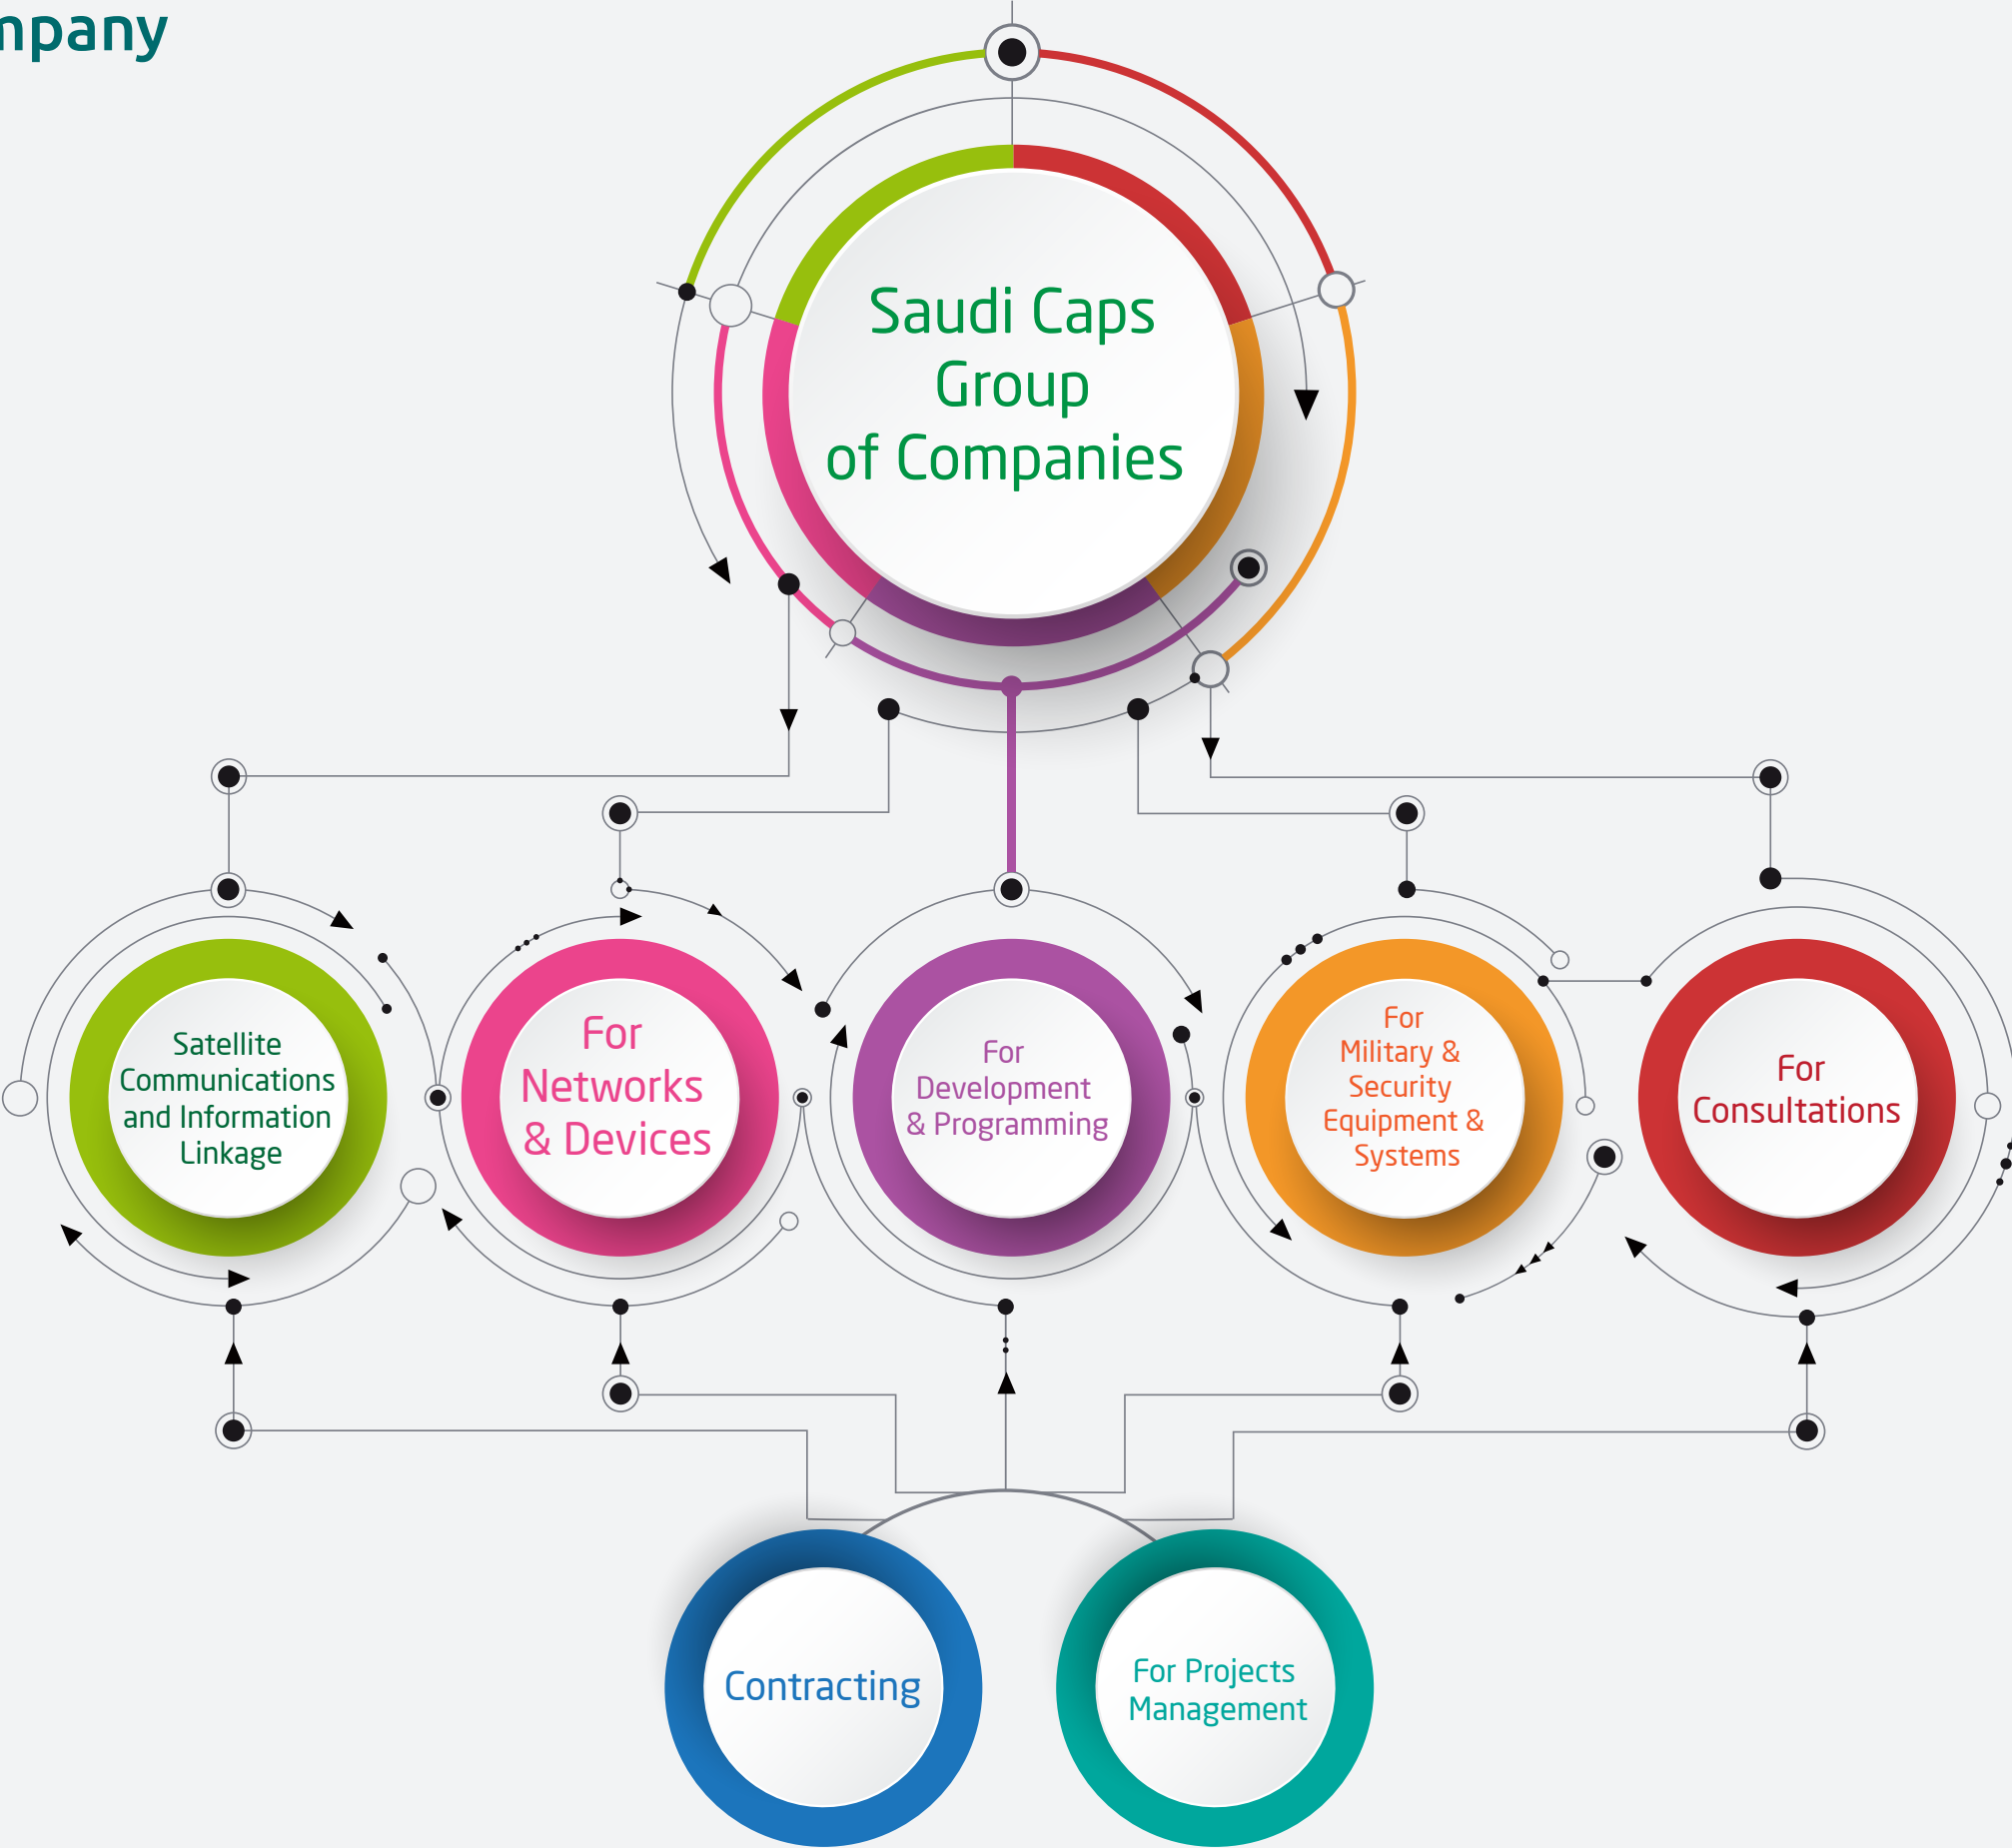 Saudi Caps
Group
of Companies
Satellite
Communications
and Information
Linkage
For
Networks
& Devices
For
Development
& Programming
For
Military &
Security
Equipment &
Systems
For
Consultations
Contracting
For Projects
Management